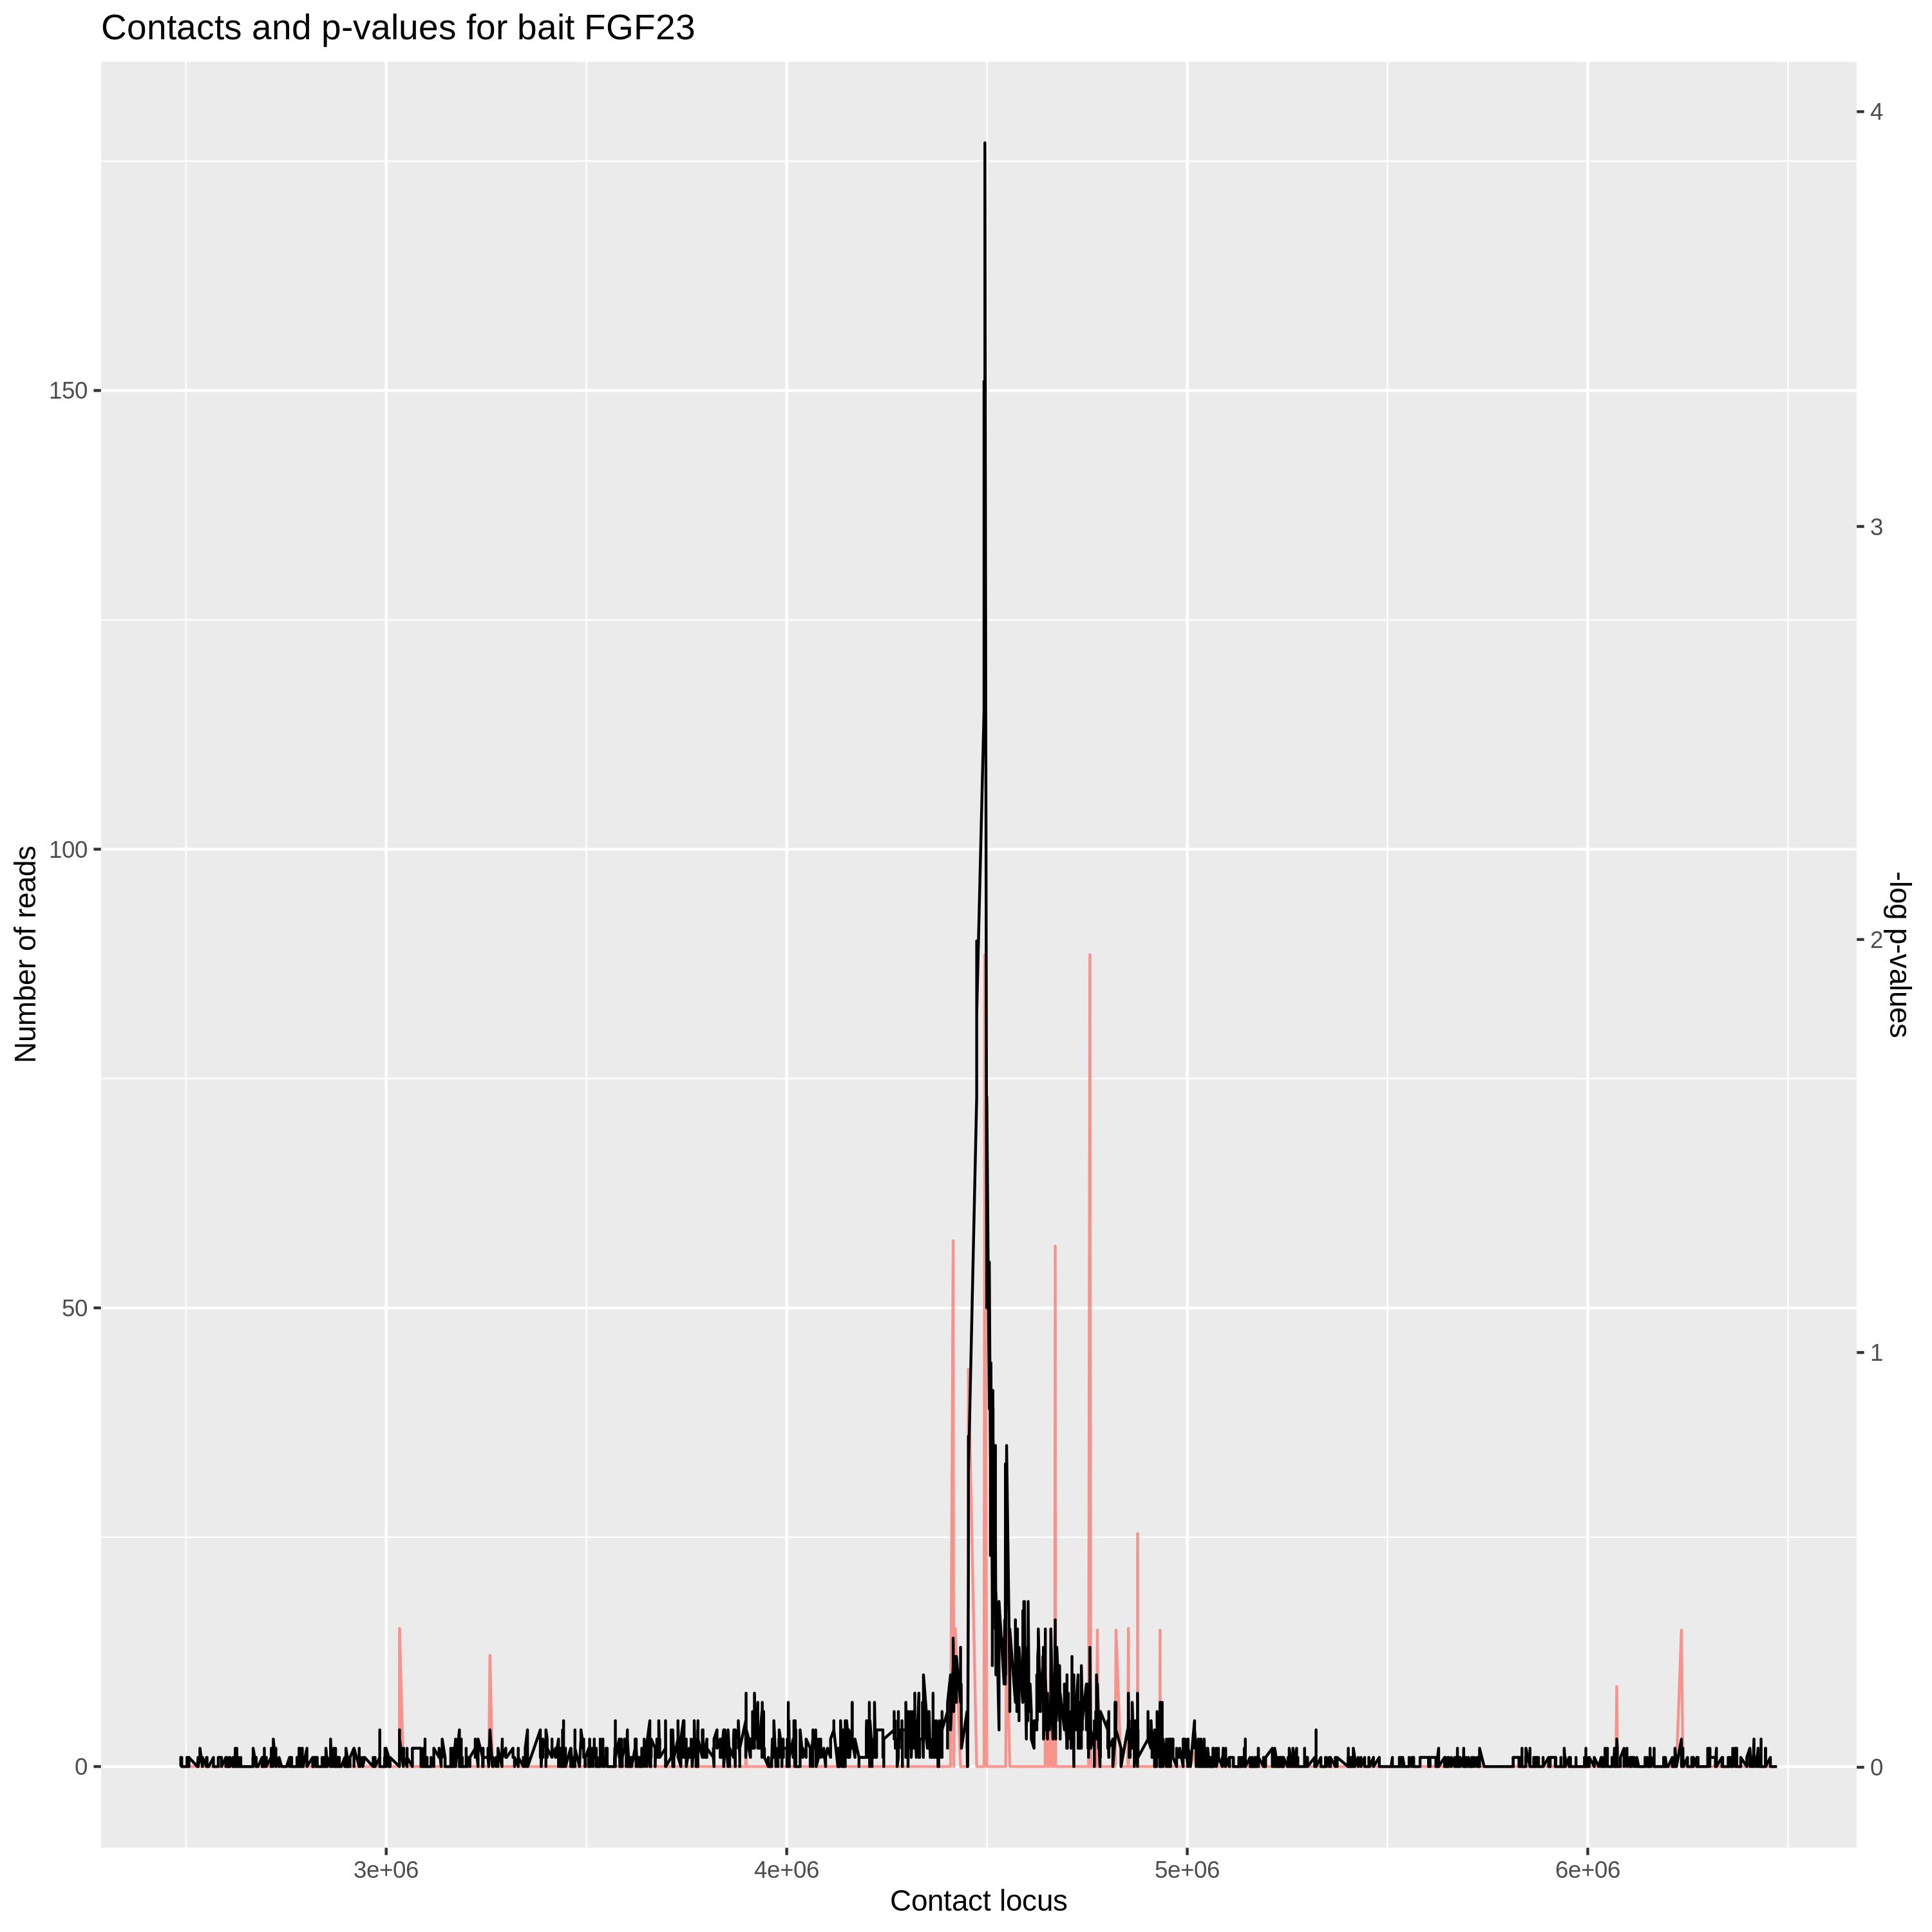 Contacts and p-values for bait FGF23
Number of reads
150
100
50
0
4
3
2
1
0
-log p-values
3e+06
4e+06
5e+06
6e+06
Contact locus